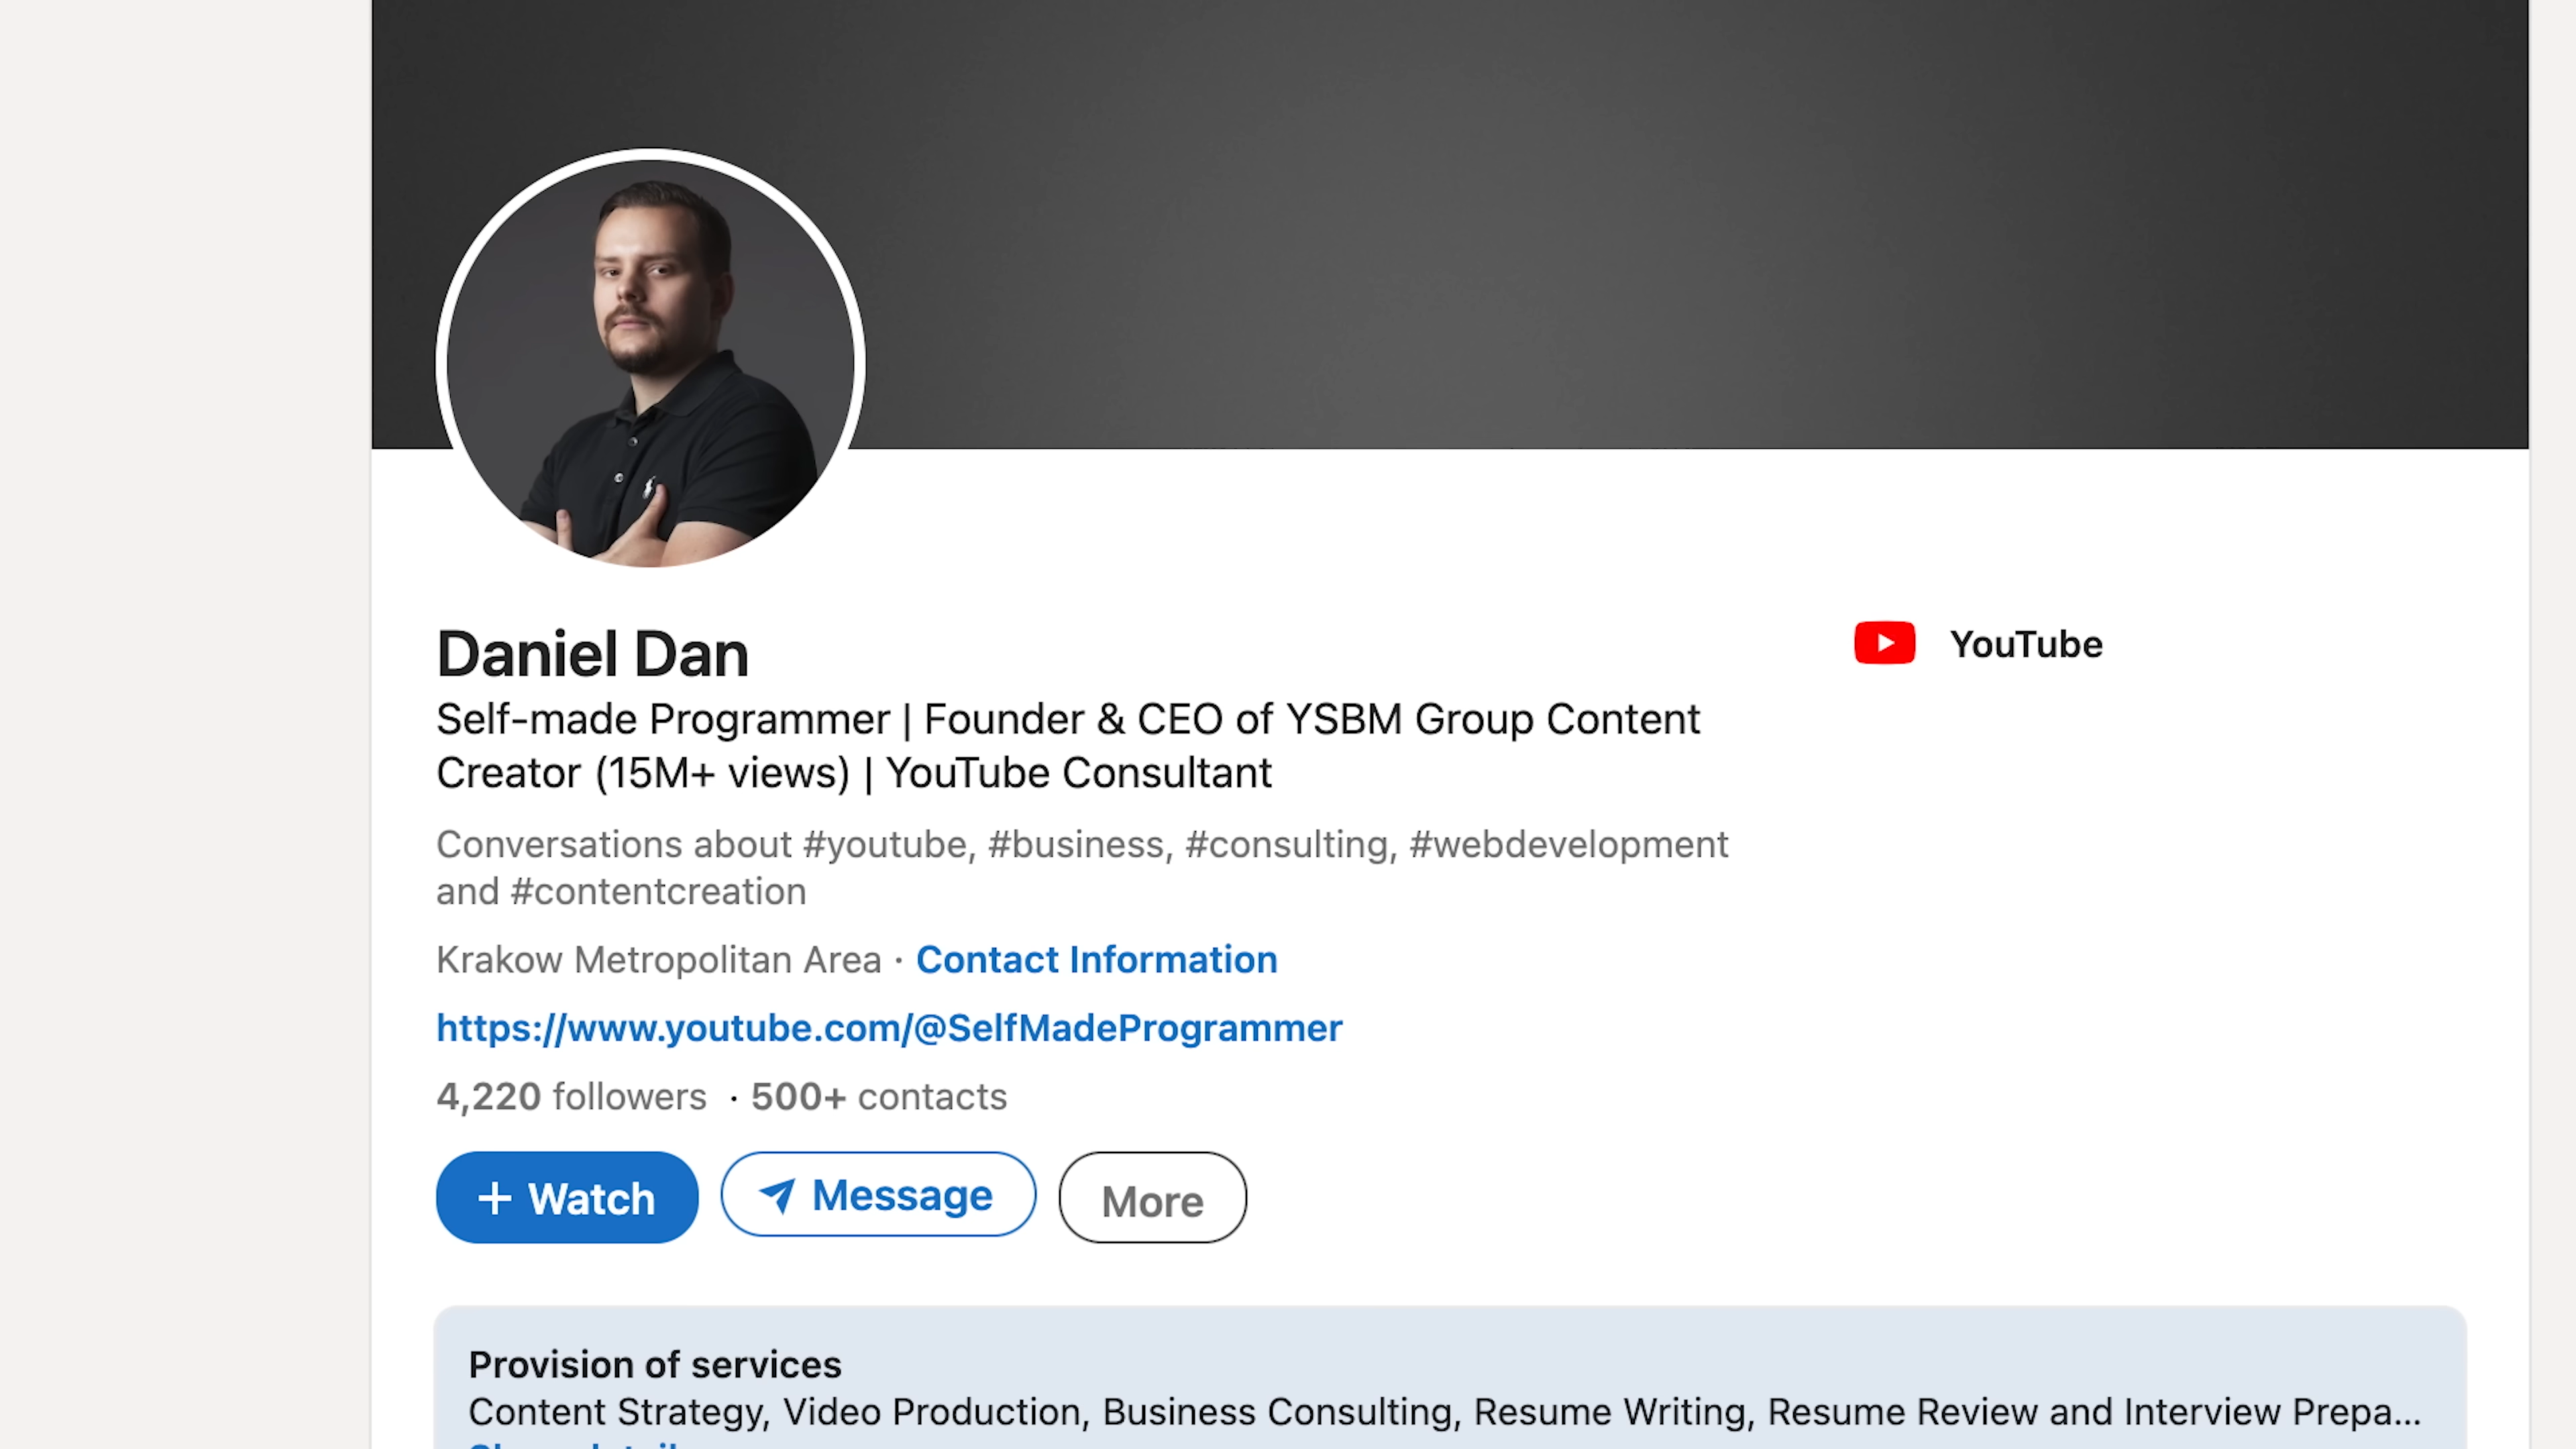 Daniel Dan
YouTube
Self-made Programmer | Founder & CEO of YSBM Group Content
Creator (15M+ views) | YouTube Consultant
Conversations about #youtube, #business, #consulting, #webdevelopment
and #contentcreation
Krakow Metropolitan Area · Contact Information
https://www.youtube.com/@SelfMadeProgrammer
4,220 followers · 500+ contacts
+ Watch
Message
More
Provision of services
Content Strategy, Video Production, Business Consulting, Resume Writing, Resume Review and Interview Prepa...